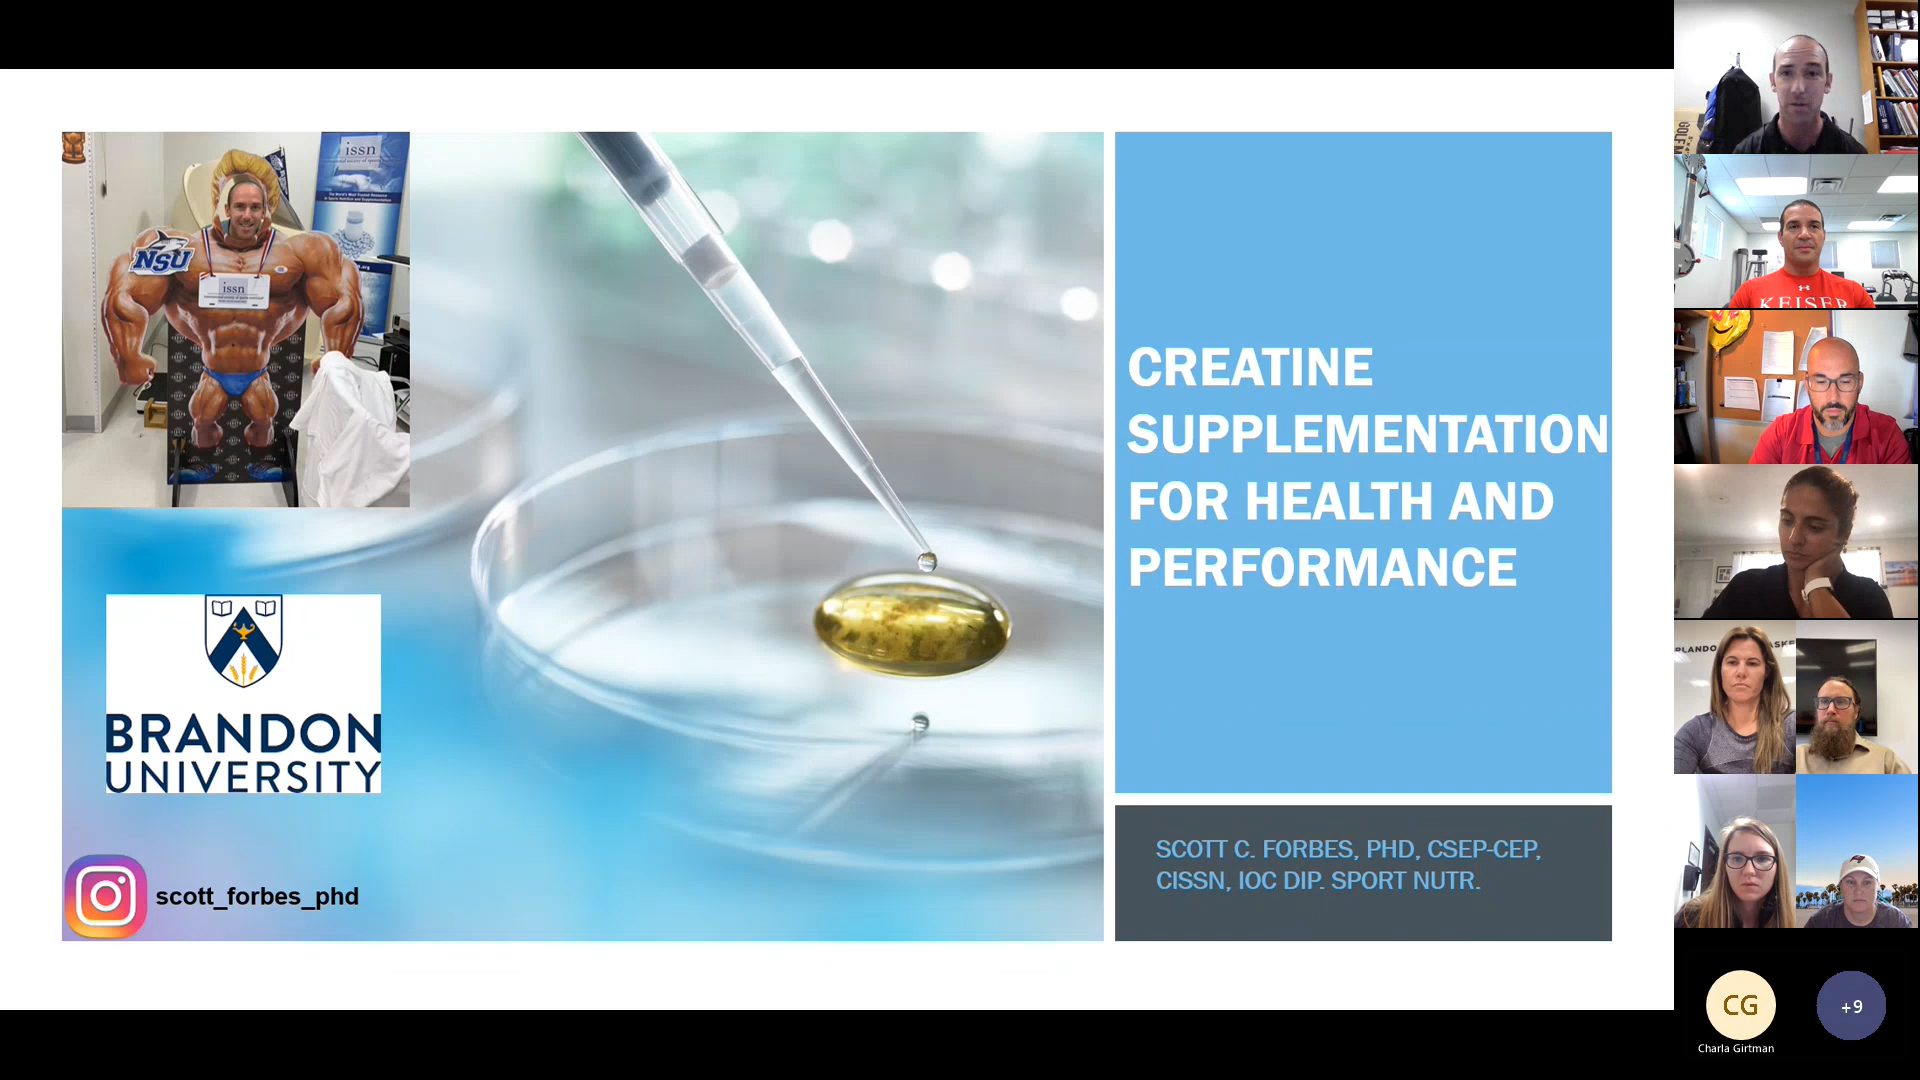 issn
NSU
issn
CREATINE
SUPPLEMENTATION
FOR HEALTH AND
PERFORMANCE
BRANDON
UNIVERSITY
scott_forbes_phd
SCOTT C. FORBES, PHD, CSEP-CEP,
CISSN, IOC DIP. SPORT NUTR.
KEISER
CG
+9
Charla Girtman